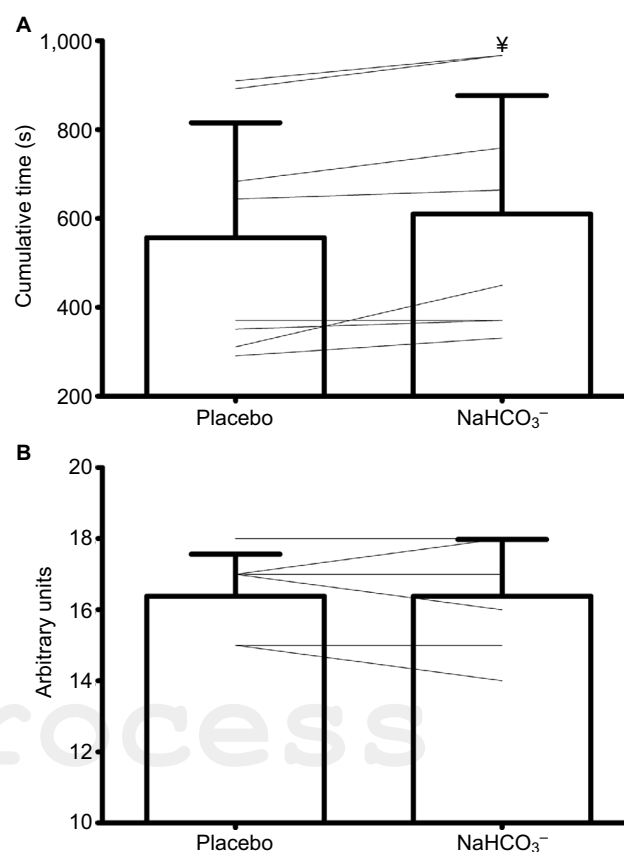 A
1,000
¥
800
600
400
200
Cumulative time (s)
Placebo
NaHCO₃⁻
B
20
18
16
14
12
10
Arbitrary units
Placebo
NaHCO₃⁻
rocess